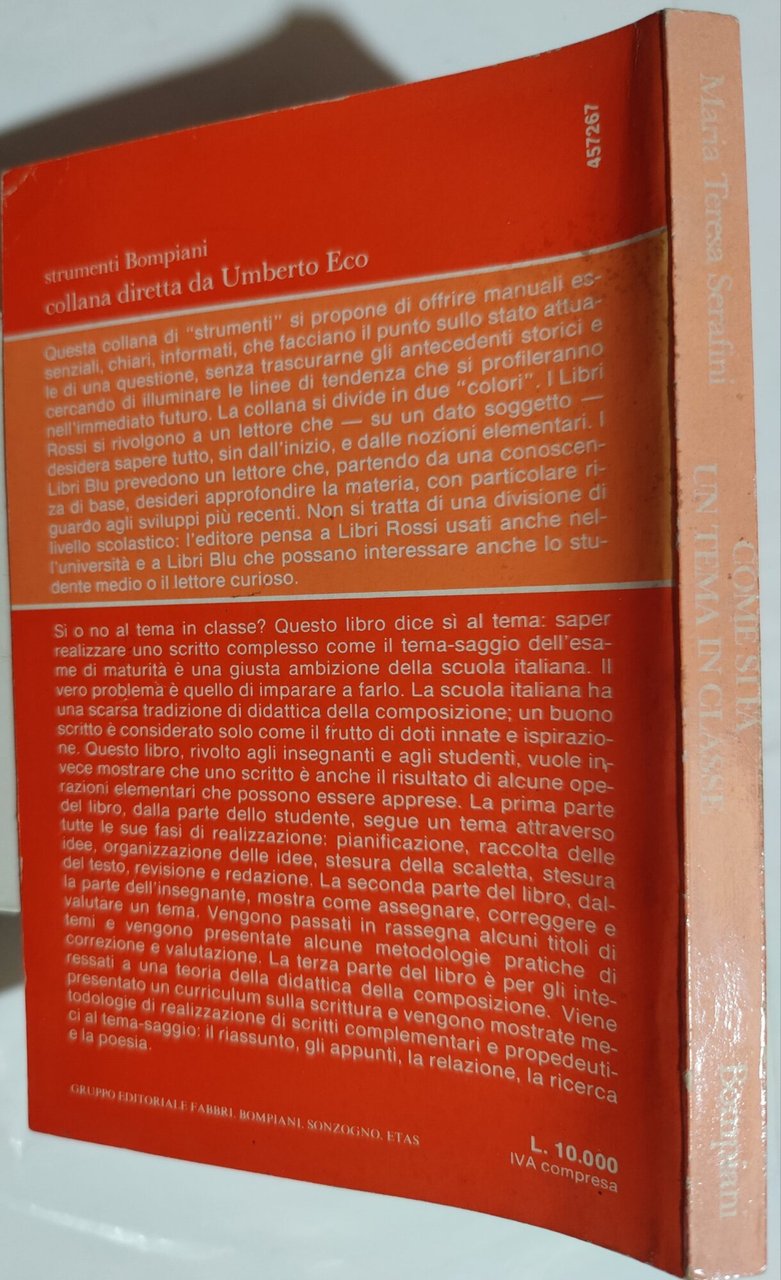 457267
strumenti Bompiani
collana diretta da Umberto Eco
Questa collana di “strumenti” si propone di offrire manuali es-
senziali, chiari, informati, che facciano il punto sullo stato attua-
le di una questione, senza trascurarne gli antecedenti storici e
cercando di illuminare le linee di tendenza che si profileranno
nell'immediato futuro. La collana si divide in due “colori”. I Libri
Rossi si rivolgono a un lettore che — su un dato soggetto —
desidera sapere tutto, sin dall'inizio, e dalle nozioni elementari. I
Libri Blu prevedono un lettore che, partendo da una conoscen-
za di base, desideri approfondire la materia, con particolare ri-
guardo agli sviluppi più recenti. Non si tratta di una divisione di
livello scolastico: l'editore pensa a Libri Rossi usati anche nel-
l'università e a Libri Blu che possano interessare anche lo stu-
dente medio o il lettore curioso.
Si o no al tema in classe? Questo libro dice sì al tema: saper
realizzare uno scritto complesso come il tema-saggio dell'esa-
me di maturità è una giusta ambizione della scuola italiana. Il
vero problema è quello di imparare a farlo. La scuola italiana ha
una scarsa tradizione di didattica della composizione; un buono
scritto è considerato solo come il frutto di doti innate e ispirazio-
ne. Questo libro, rivolto agli insegnanti e agli studenti, vuole in-
vece mostrare che uno scritto è anche il risultato di alcune ope-
razioni elementari che possono essere apprese. La prima parte
del libro, dalla parte dello studente, segue un tema attraverso
tutte le sue fasi di realizzazione: pianificazione, raccolta delle
idee, organizzazione delle idee, stesura della scaletta, stesura
del testo, revisione e redazione. La seconda parte del libro, dal-
la parte dell'insegnante, mostra come assegnare, correggere e
valutare un tema. Vengono passati in rassegna alcuni titoli di
temi e vengono presentate alcune metodologie pratiche di
correzione e valutazione. La terza parte del libro è per gli inte-
ressati a una teoria della didattica della composizione. Viene
presentato un curriculum sulla scrittura e vengono mostrate me-
todologie di realizzazione di scritti complementari e propedeuti-
ci al tema-saggio: il riassunto, gli appunti, la relazione, la ricerca
e la poesia.
GRUPPO EDITORIALE FABBRI, BOMPIANI, SONZOGNO, ETAS
L. 10.000
IVA compresa
Maria Teresa Serafini
COME SI FA
UN TEMA IN CLASSE
Bompiani